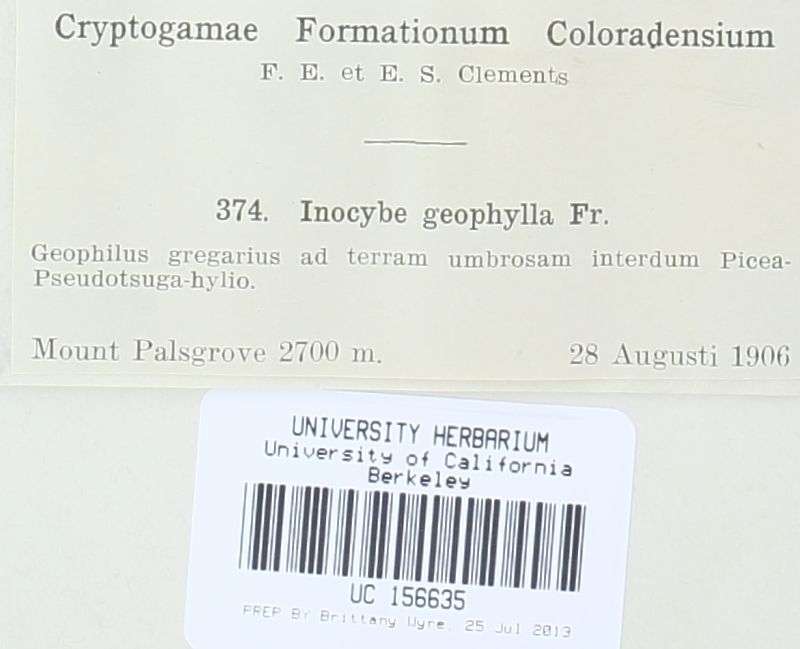 Cryptogamae Formationum Coloradensium
F. E. et E. S. Clements
374. Inocybe geophylla Fr.
Geophilus gregarius ad terram umbrosam interdum Picea-
Pseudotsuga-hylio.
Mount Palsgrove 2700 m. 28 Augusti 1906
UNIVERSITY HERBARIUM
University of California
Berkeley
UC 156635
PREP BY Brittany Wyre, 25 Jul 2013